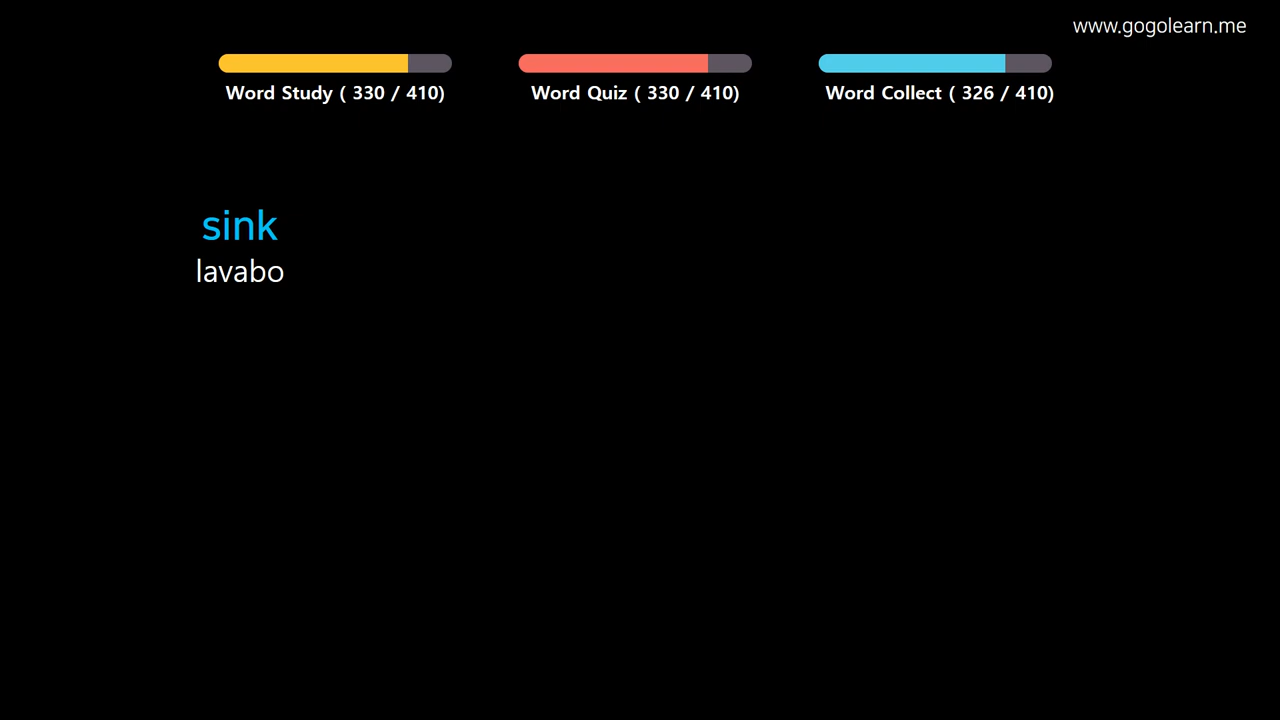 www.gogolearn.me
Word Study ( 330 / 410)
Word Quiz ( 330 / 410)
Word Collect ( 326 / 410)
sink
lavabo